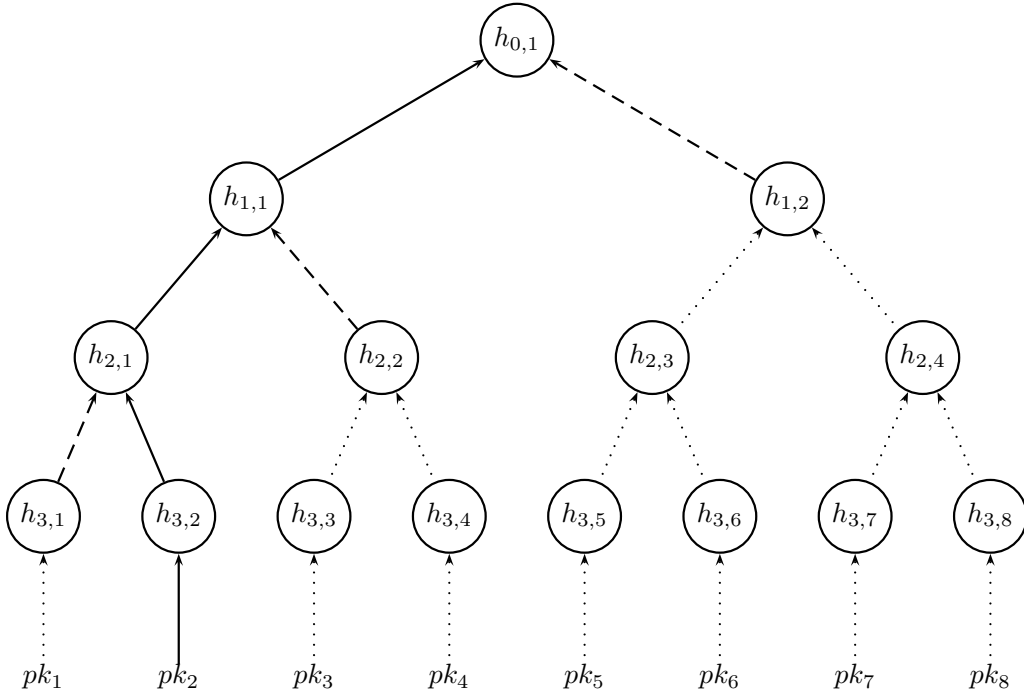 h_{0,1}
h_{1,1} h_{1,2}
h_{2,1} h_{2,2} h_{2,3} h_{2,4}
h_{3,1} h_{3,2} h_{3,3} h_{3,4} h_{3,5} h_{3,6} h_{3,7} h_{3,8}
pk_1 pk_2 pk_3 pk_4 pk_5 pk_6 pk_7 pk_8